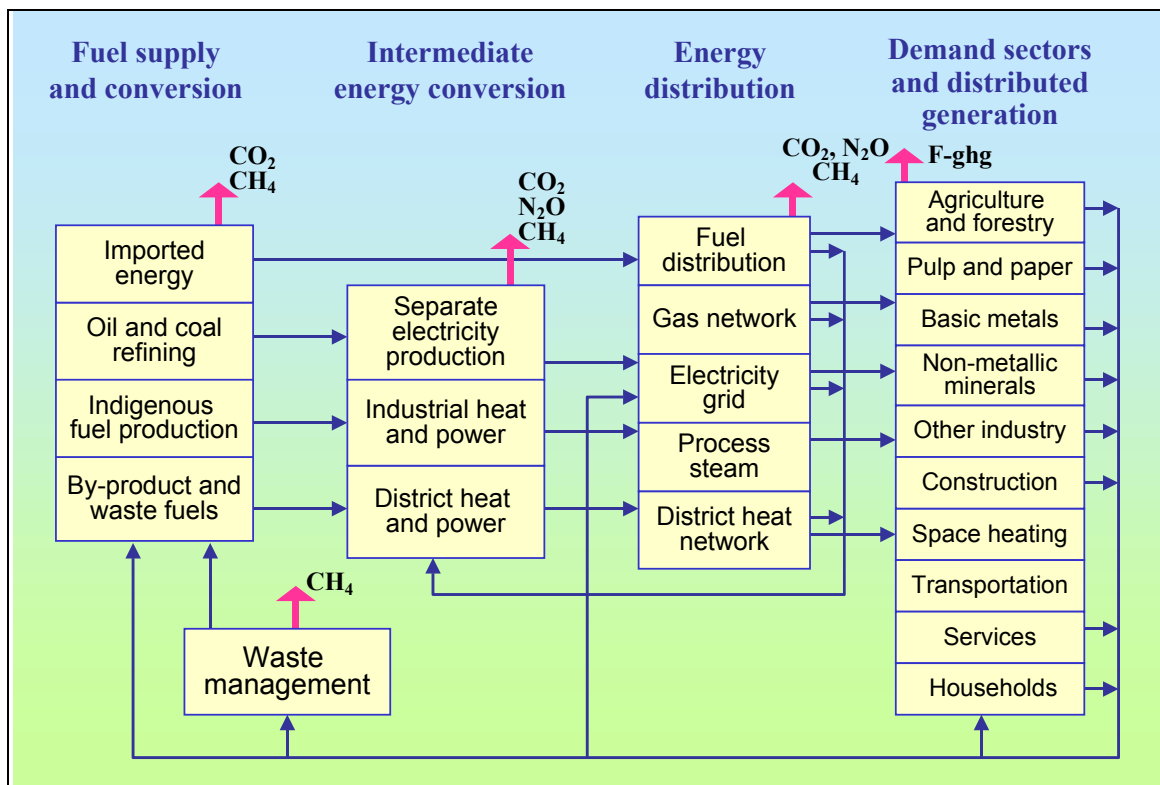 Fuel supply
and conversion
Intermediate
energy conversion
Energy
distribution
Demand sectors
and distributed
generation
CO₂
CH₄
CO₂
N₂O
CH₄
CO₂, N₂O
CH₄
F-ghg
Imported
energy
Oil and coal
refining
Indigenous
fuel production
By-product and
waste fuels
Separate
electricity
production
Industrial heat
and power
District heat
and power
Fuel
distribution
Gas network
Electricity
grid
Process
steam
District heat
network
Agriculture
and forestry
Pulp and paper
Basic metals
Non-metallic
minerals
Other industry
Construction
Space heating
Transportation
Services
Households
CH₄
Waste
management